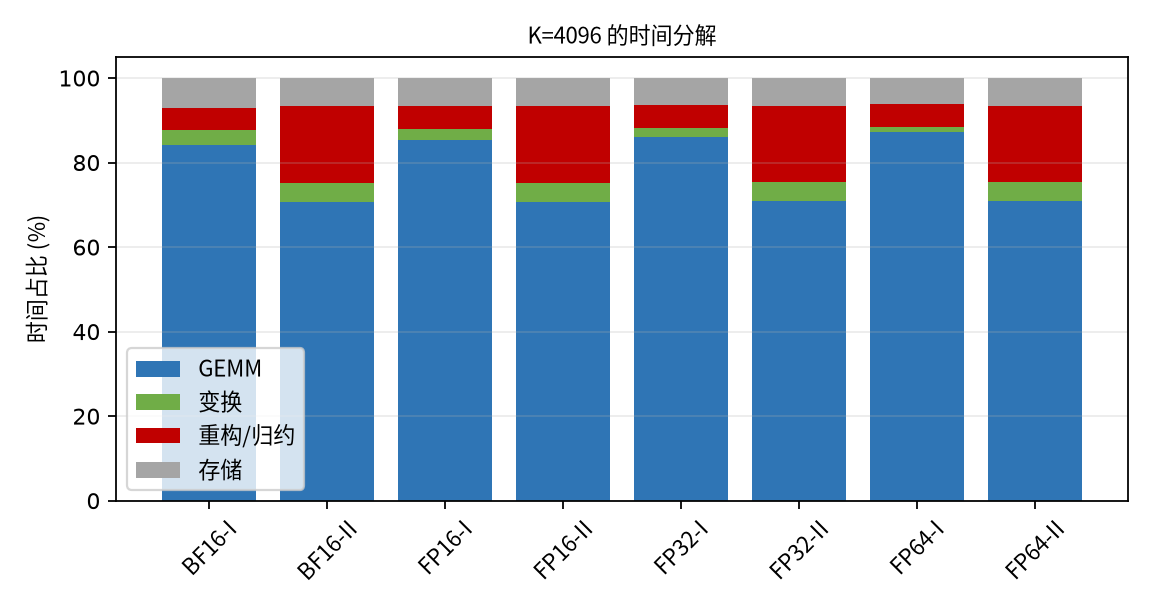 K=4096 的时间分解
时间占比 (%)
100
80
60
40
20
0
GEMM
变换
重构/归约
存储
BF16-I
BF16-II
FP16-I
FP16-II
FP32-I
FP32-II
FP64-I
FP64-II